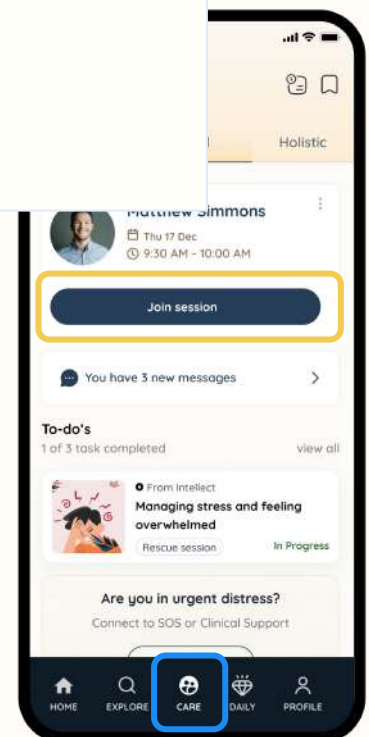 Holistic
Matthew Simmons
Thu 17 Dec
9:30 AM - 10:00 AM
Join session
You have 3 new messages
To-do's
1 of 3 task completed
view all
From Intellect
Managing stress and feeling
overwhelmed
Rescue session
In Progress
Are you in urgent distress?
Connect to SOS or Clinical Support
HOME
EXPLORE
CARE
DAILY
PROFILE